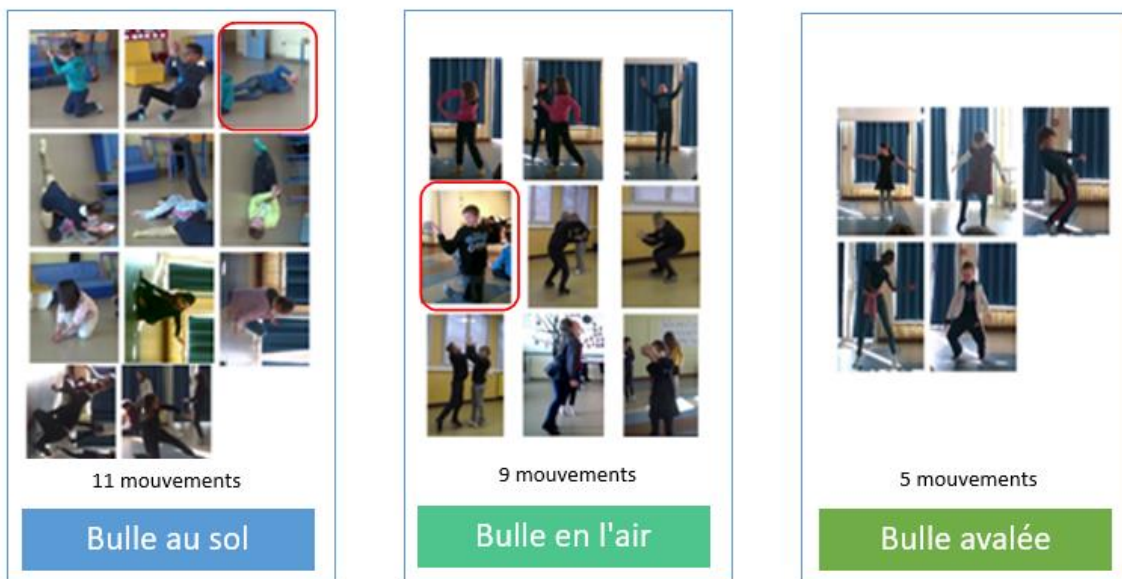 11 mouvements
Bulle au sol
9 mouvements
Bulle en l'air
5 mouvements
Bulle avalée